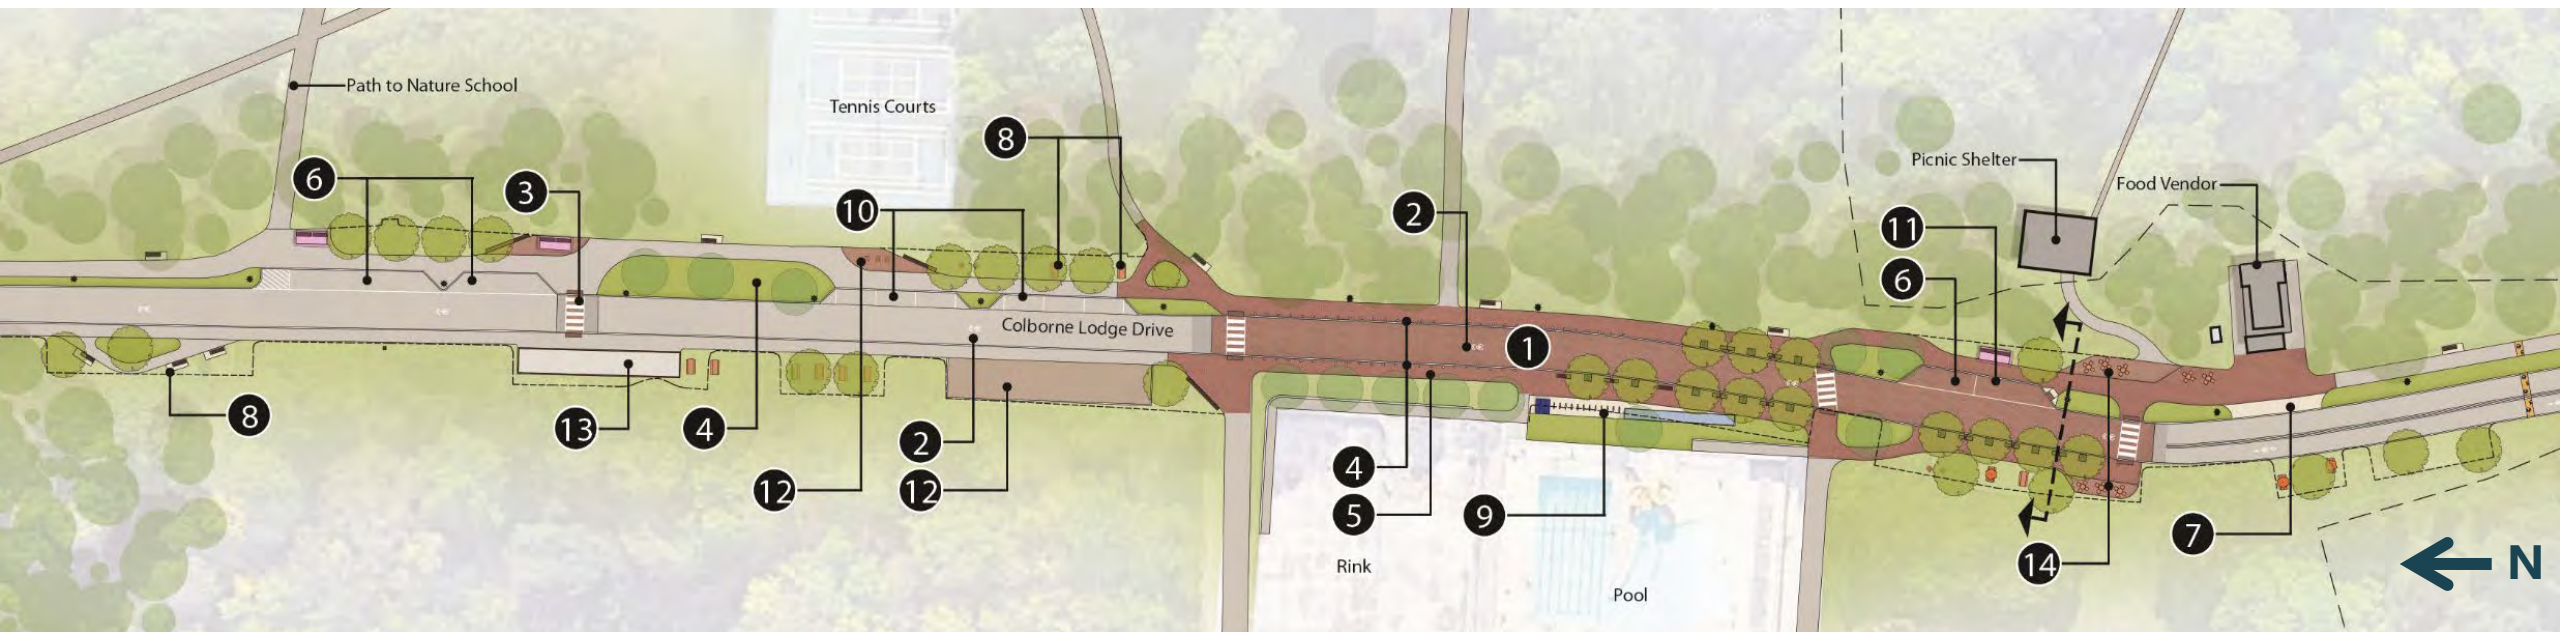 Path to Nature School
Tennis Courts
8
Picnic Shelter
6
3
Food Vendor
10
2
11
6
Colborne Lodge Drive
1
8
13
4
2
4
12
12
5
9
7
14
Rink
Pool
N